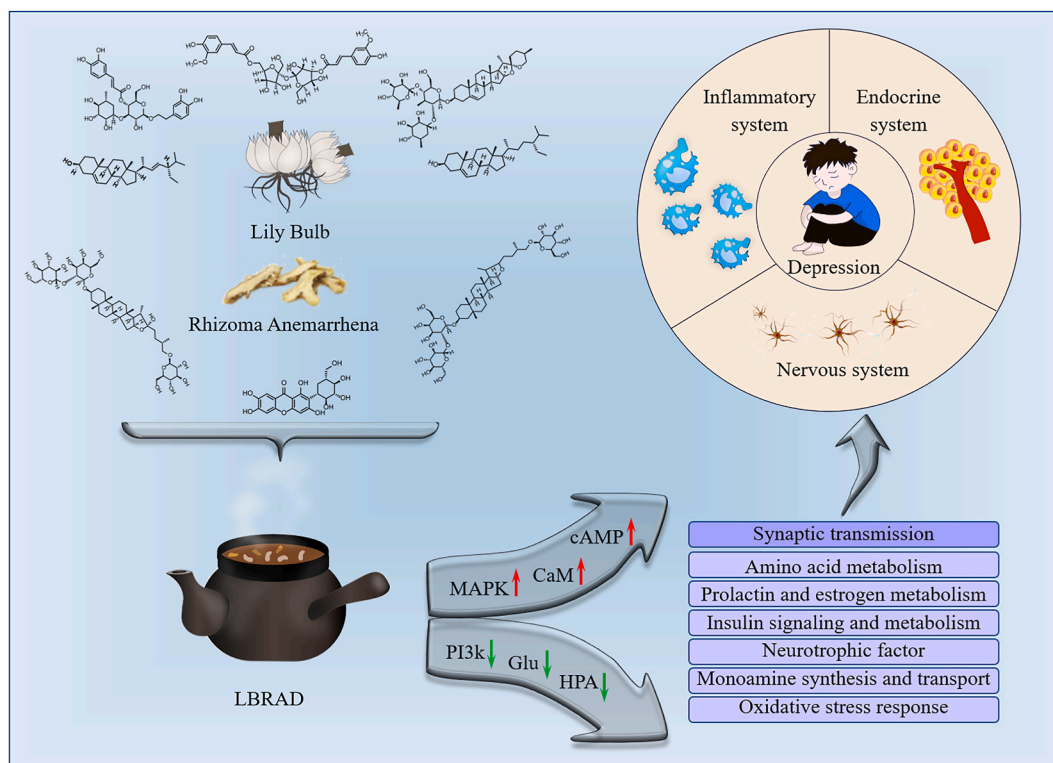 Lily Bulb
Rhizoma Anemarrhena
LBRAD
MAPK
CaM
cAMP
PI3k
Glu
HPA
Inflammatory
system
Endocrine
system
Depression
Nervous system
Synaptic transmission
Amino acid metabolism
Prolactin and estrogen metabolism
Insulin signaling and metabolism
Neurotrophic factor
Monoamine synthesis and transport
Oxidative stress response